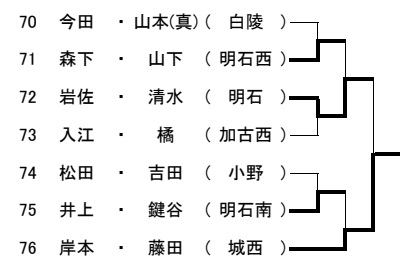 70 今田 ・ 山本(真) ( 白陵 )
71 森下 ・ 山下 ( 明石西 )
72 岩佐 ・ 清水 ( 明石 )
73 入江 ・ 橘 ( 加古西 )
74 松田 ・ 吉田 ( 小野 )
75 井上 ・ 鍵谷 ( 明石南 )
76 岸本 ・ 藤田 ( 城西 )